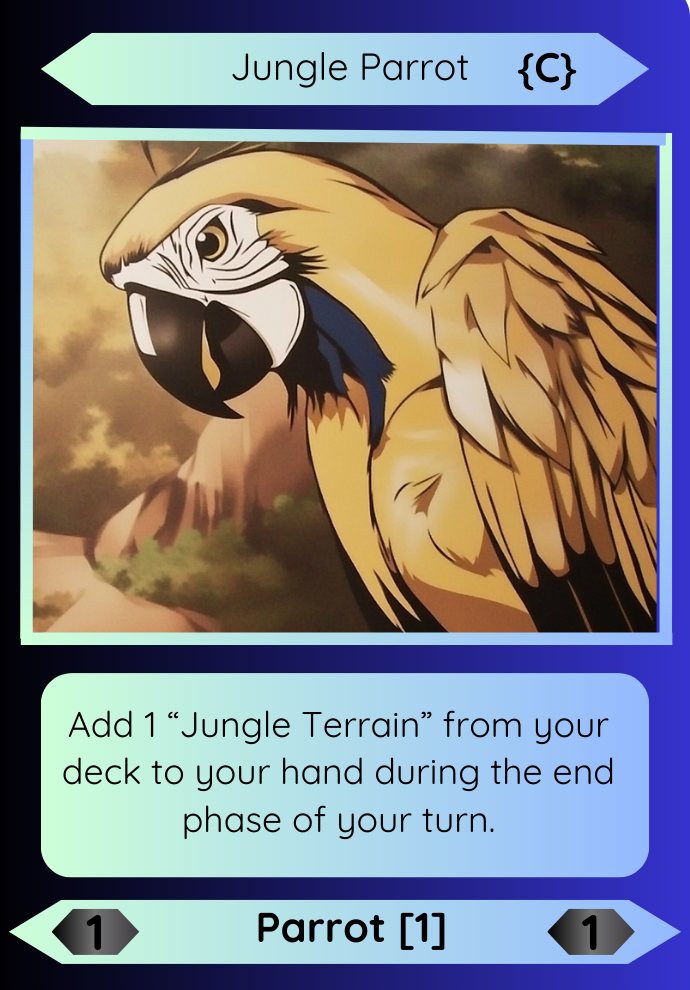 Jungle Parrot {C}
Add 1 “Jungle Terrain” from your
deck to your hand during the end
phase of your turn.
1 Parrot [1] 1